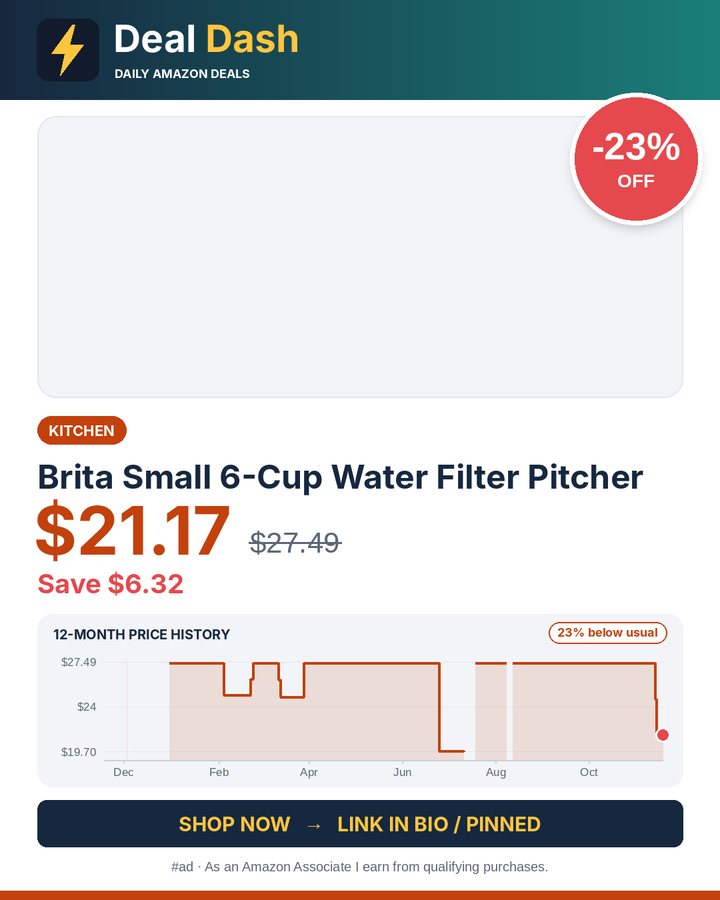 Deal Dash
DAILY AMAZON DEALS
-23%
OFF
KITCHEN
Brita Small 6-Cup Water Filter Pitcher
$21.17 $27.49
Save $6.32
12-MONTH PRICE HISTORY
23% below usual
$27.49
$24
$19.70
Dec Feb Apr Jun Aug Oct
SHOP NOW → LINK IN BIO / PINNED
#ad · As an Amazon Associate I earn from qualifying purchases.